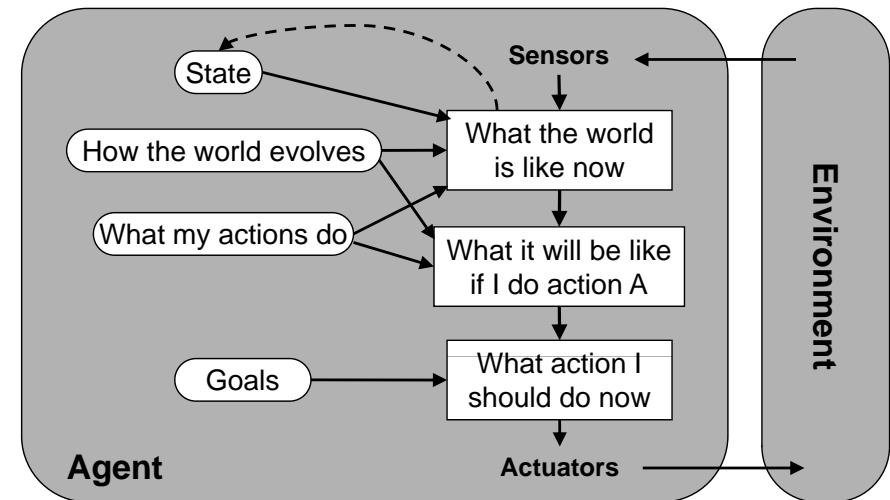 Sensors
State
What the world
is like now
How the world evolves
What my actions do
What it will be like
if I do action A
What action I
should do now
Goals
Agent
Actuators
Environment